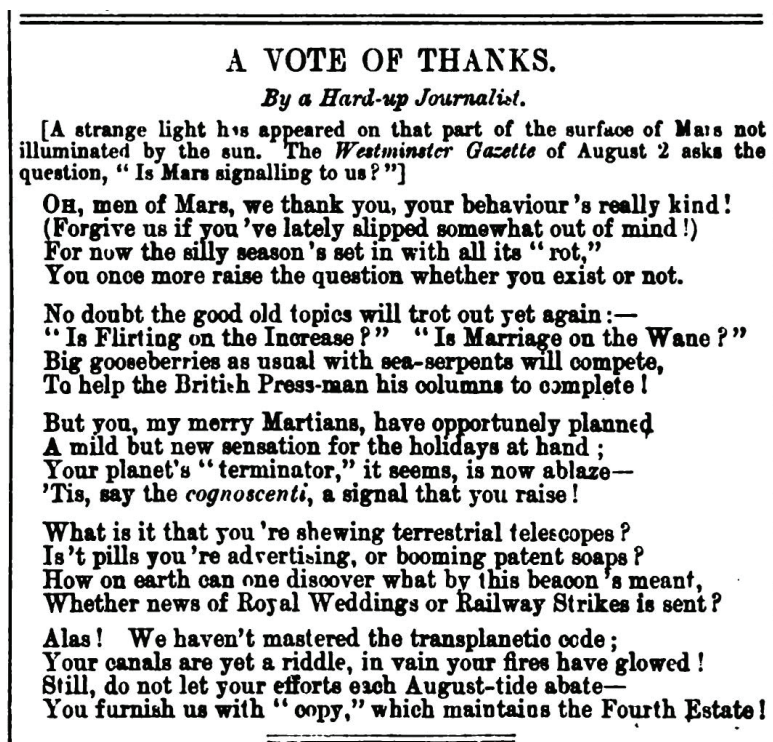 A VOTE OF THANKS.
By a Hard-up Journalist.
[A strange light has appeared on that part of the surface of Mars not
illuminated by the sun. The Westminster Gazette of August 2 asks the
question, “ Is Mars signalling to us ? ”]
OH, men of Mars, we thank you, your behaviour 's really kind !
(Forgive us if you 've lately slipped somewhat out of mind !)
For now the silly season 's set in with all its “ rot,”
You once more raise the question whether you exist or not.
No doubt the good old topics will trot out yet again :—
“ Is Flirting on the Increase ? ” “ Is Marriage on the Wane ? ”
Big gooseberries as usual with sea-serpents will compete,
To help the British Press-man his columns to complete !
But you, my merry Martians, have opportunely planned
A mild but new sensation for the holidays at hand ;
Your planet's “ terminator,” it seems, is now ablaze—
'Tis, say the cognoscenti, a signal that you raise !
What is it that you 're shewing terrestrial telescopes ?
Is 't pills you 're advertising, or booming patent soaps ?
How on earth can one discover what by this beacon 's meant,
Whether news of Royal Weddings or Railway Strikes is sent ?
Alas ! We haven't mastered the transplanetic code ;
Your canals are yet a riddle, in vain your fires have glowed !
Still, do not let your efforts each August-tide abate—
You furnish us with “ copy,” which maintains the Fourth Estate !